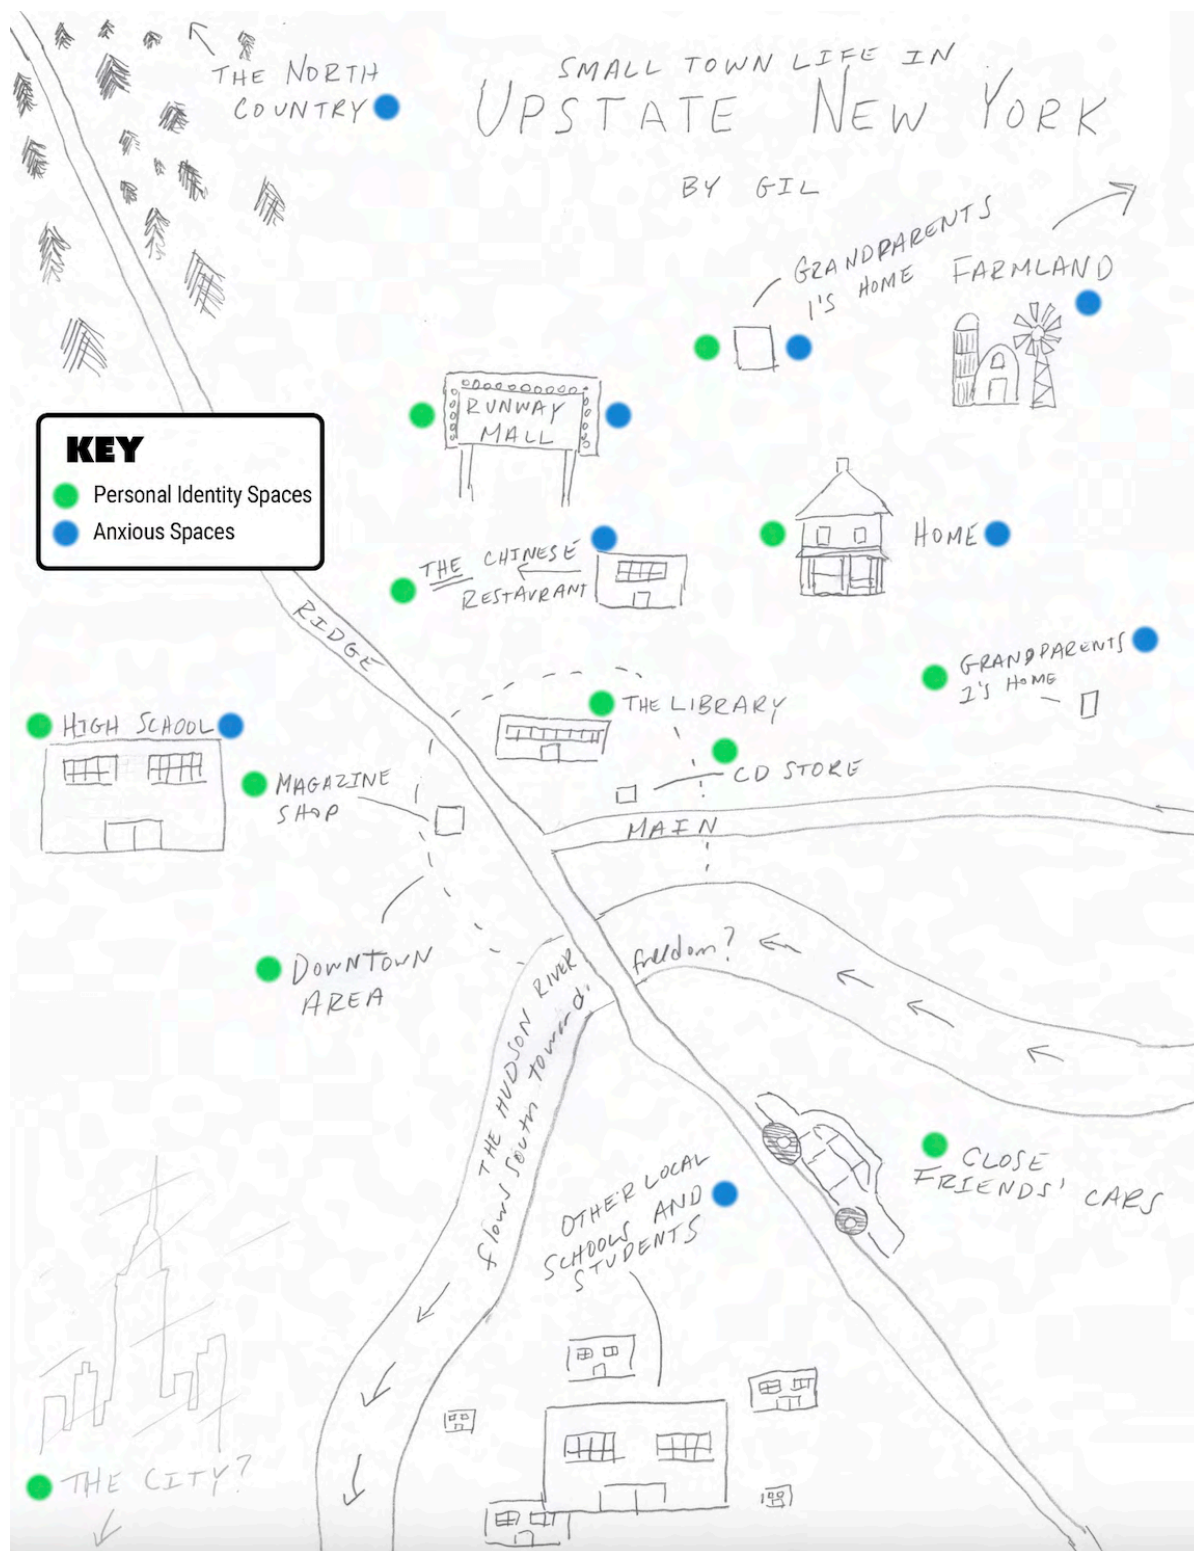 SMALL TOWN LIFE IN
UPSTATE NEW YORK
BY GIL
THE NORTH
COUNTRY
GRANDPARENTS
1'S HOME
FARMLAND
RUNWAY
MALL
KEY
Personal Identity Spaces
Anxious Spaces
HOME
THE CHINESE
RESTAURANT
RIDGE
GRANDPARENTS
2'S HOME
THE LIBRARY
HIGH SCHOOL
MAGAZINE
SHOP
CD STORE
MAIN
DOWNTOWN
AREA
freedom?
THE HUDSON RIVER
flows south toward.
CLOSE
FRIENDS' CARS
OTHER LOCAL
SCHOOLS AND
STUDENTS
THE CITY?